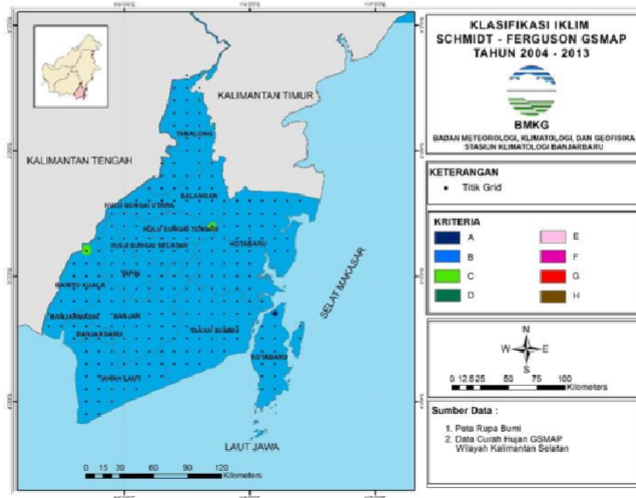 KLASIFIKASI IKLIM
SCHMIDT - FERGUSON GSMAP
TAHUN 2004 - 2013
BMKG
BADAN METEOROLOGI, KLIMATOLOGI, DAN GEOFISIKA
STASIUN KLIMATOLOGI BANJARBARU
KETERANGAN
Titik Grid
KRITERIA
A
B
C
D
E
F
G
H
N
W E
S
0 12.5 25 50 75 100
Kilometers
Sumber Data :
1. Peta Rupa Bumi
2. Data Curah Hujan GSMAP
Wilayah Kalimantan Selatan
KALIMANTAN TIMUR
KALIMANTAN TENGAH
TABALONG
BALANGAN
HULU SUNGAI UTARA
HULU SUNGAI TENGAH
HULU SUNGAI SELATAN
KOTABARU
TAPIN
BARITO KUALA
BANJARMASIN
BANJAR
BANJARBARU
TANAH BUMBU
KOTABARU
TANAH LAUT
SELAT MAKASAR
LAUT JAWA
0 15 30 60 90 120
Kilometers